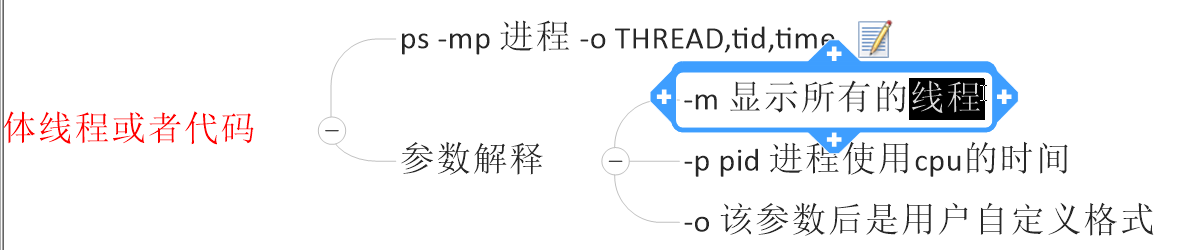 ps -mp 进程 -o THREAD,tid,time
-m 显示所有的线程
体线程或者代码
参数解释
-p pid 进程使用cpu的时间
-o 该参数后是用户自定义格式